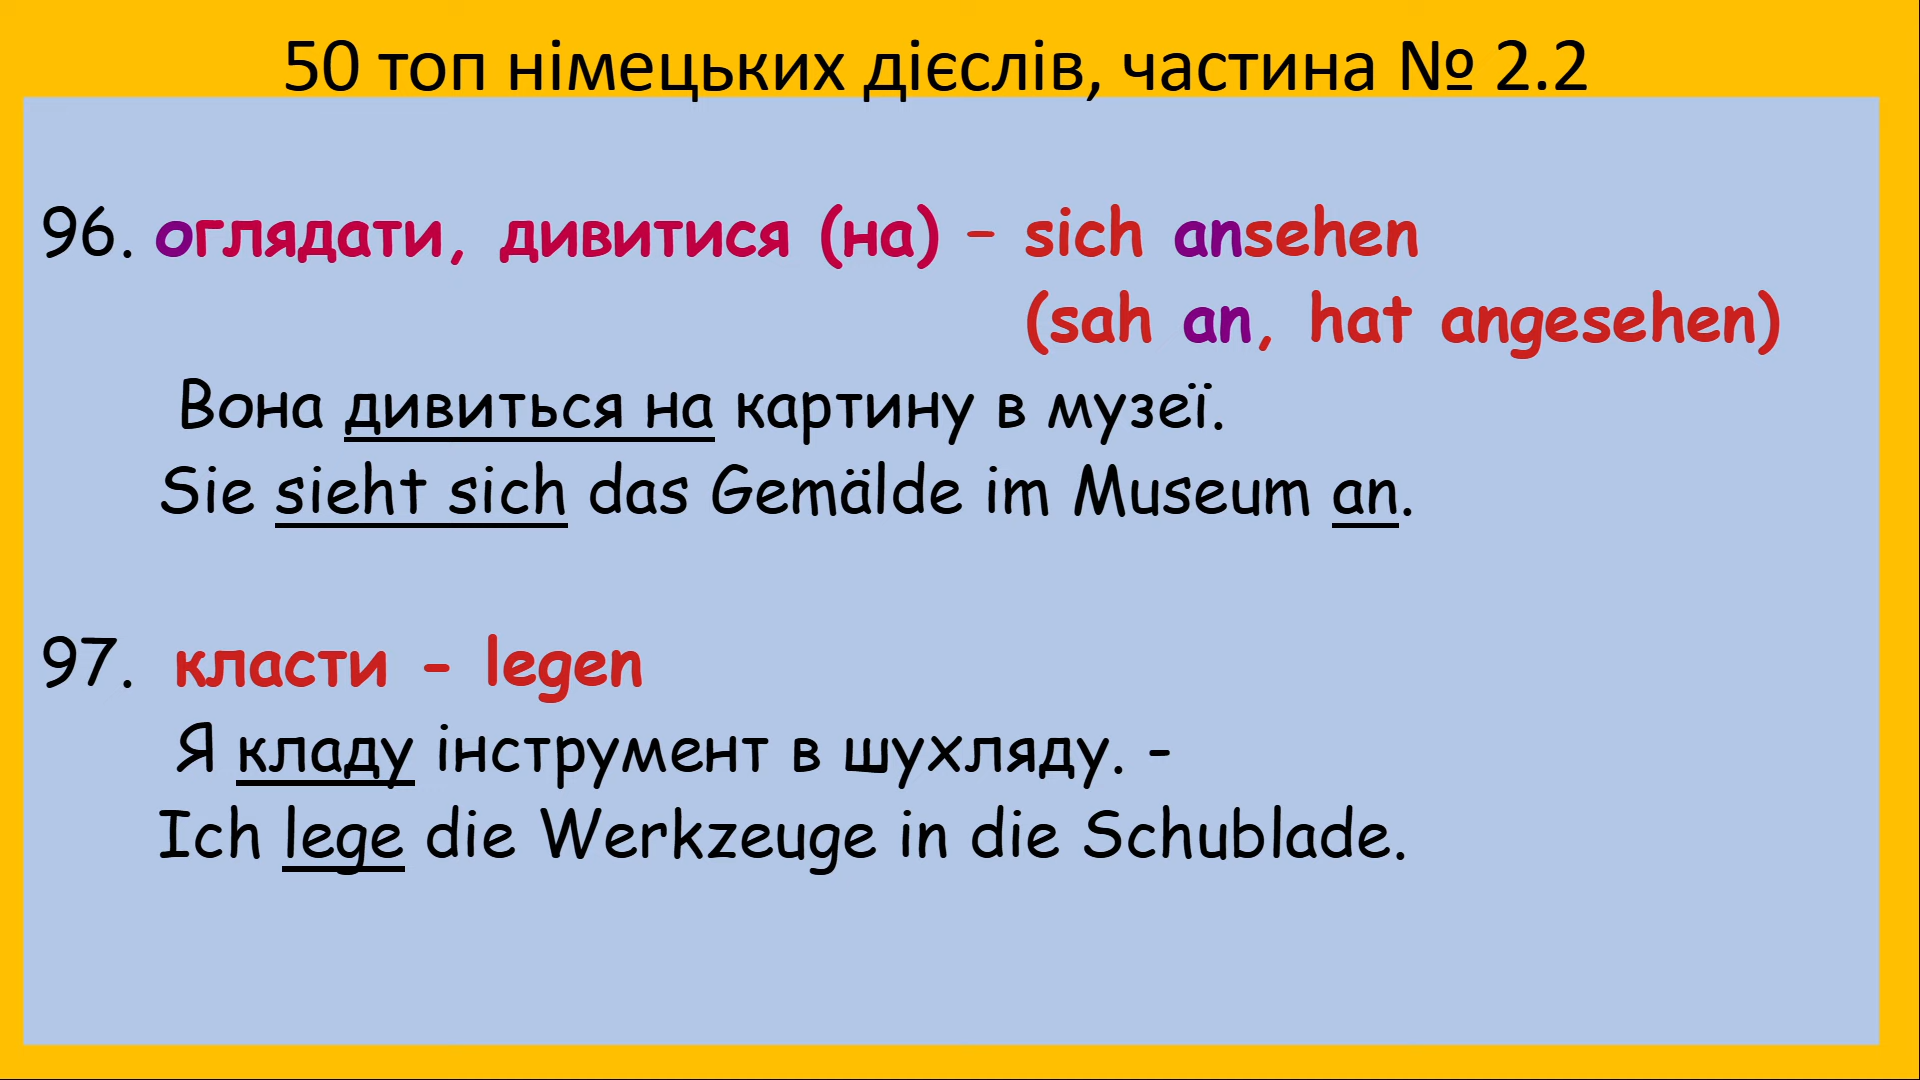 50 топ німецьких дієслів, частина № 2.2
96. оглядати, дивитися (на) – sich ansehen
(sah an, hat angesehen)
Вона дивиться на картину в музеї.
Sie sieht sich das Gemälde im Museum an.
97. класти - legen
Я кладу інструмент в шухляду. -
Ich lege die Werkzeuge in die Schublade.